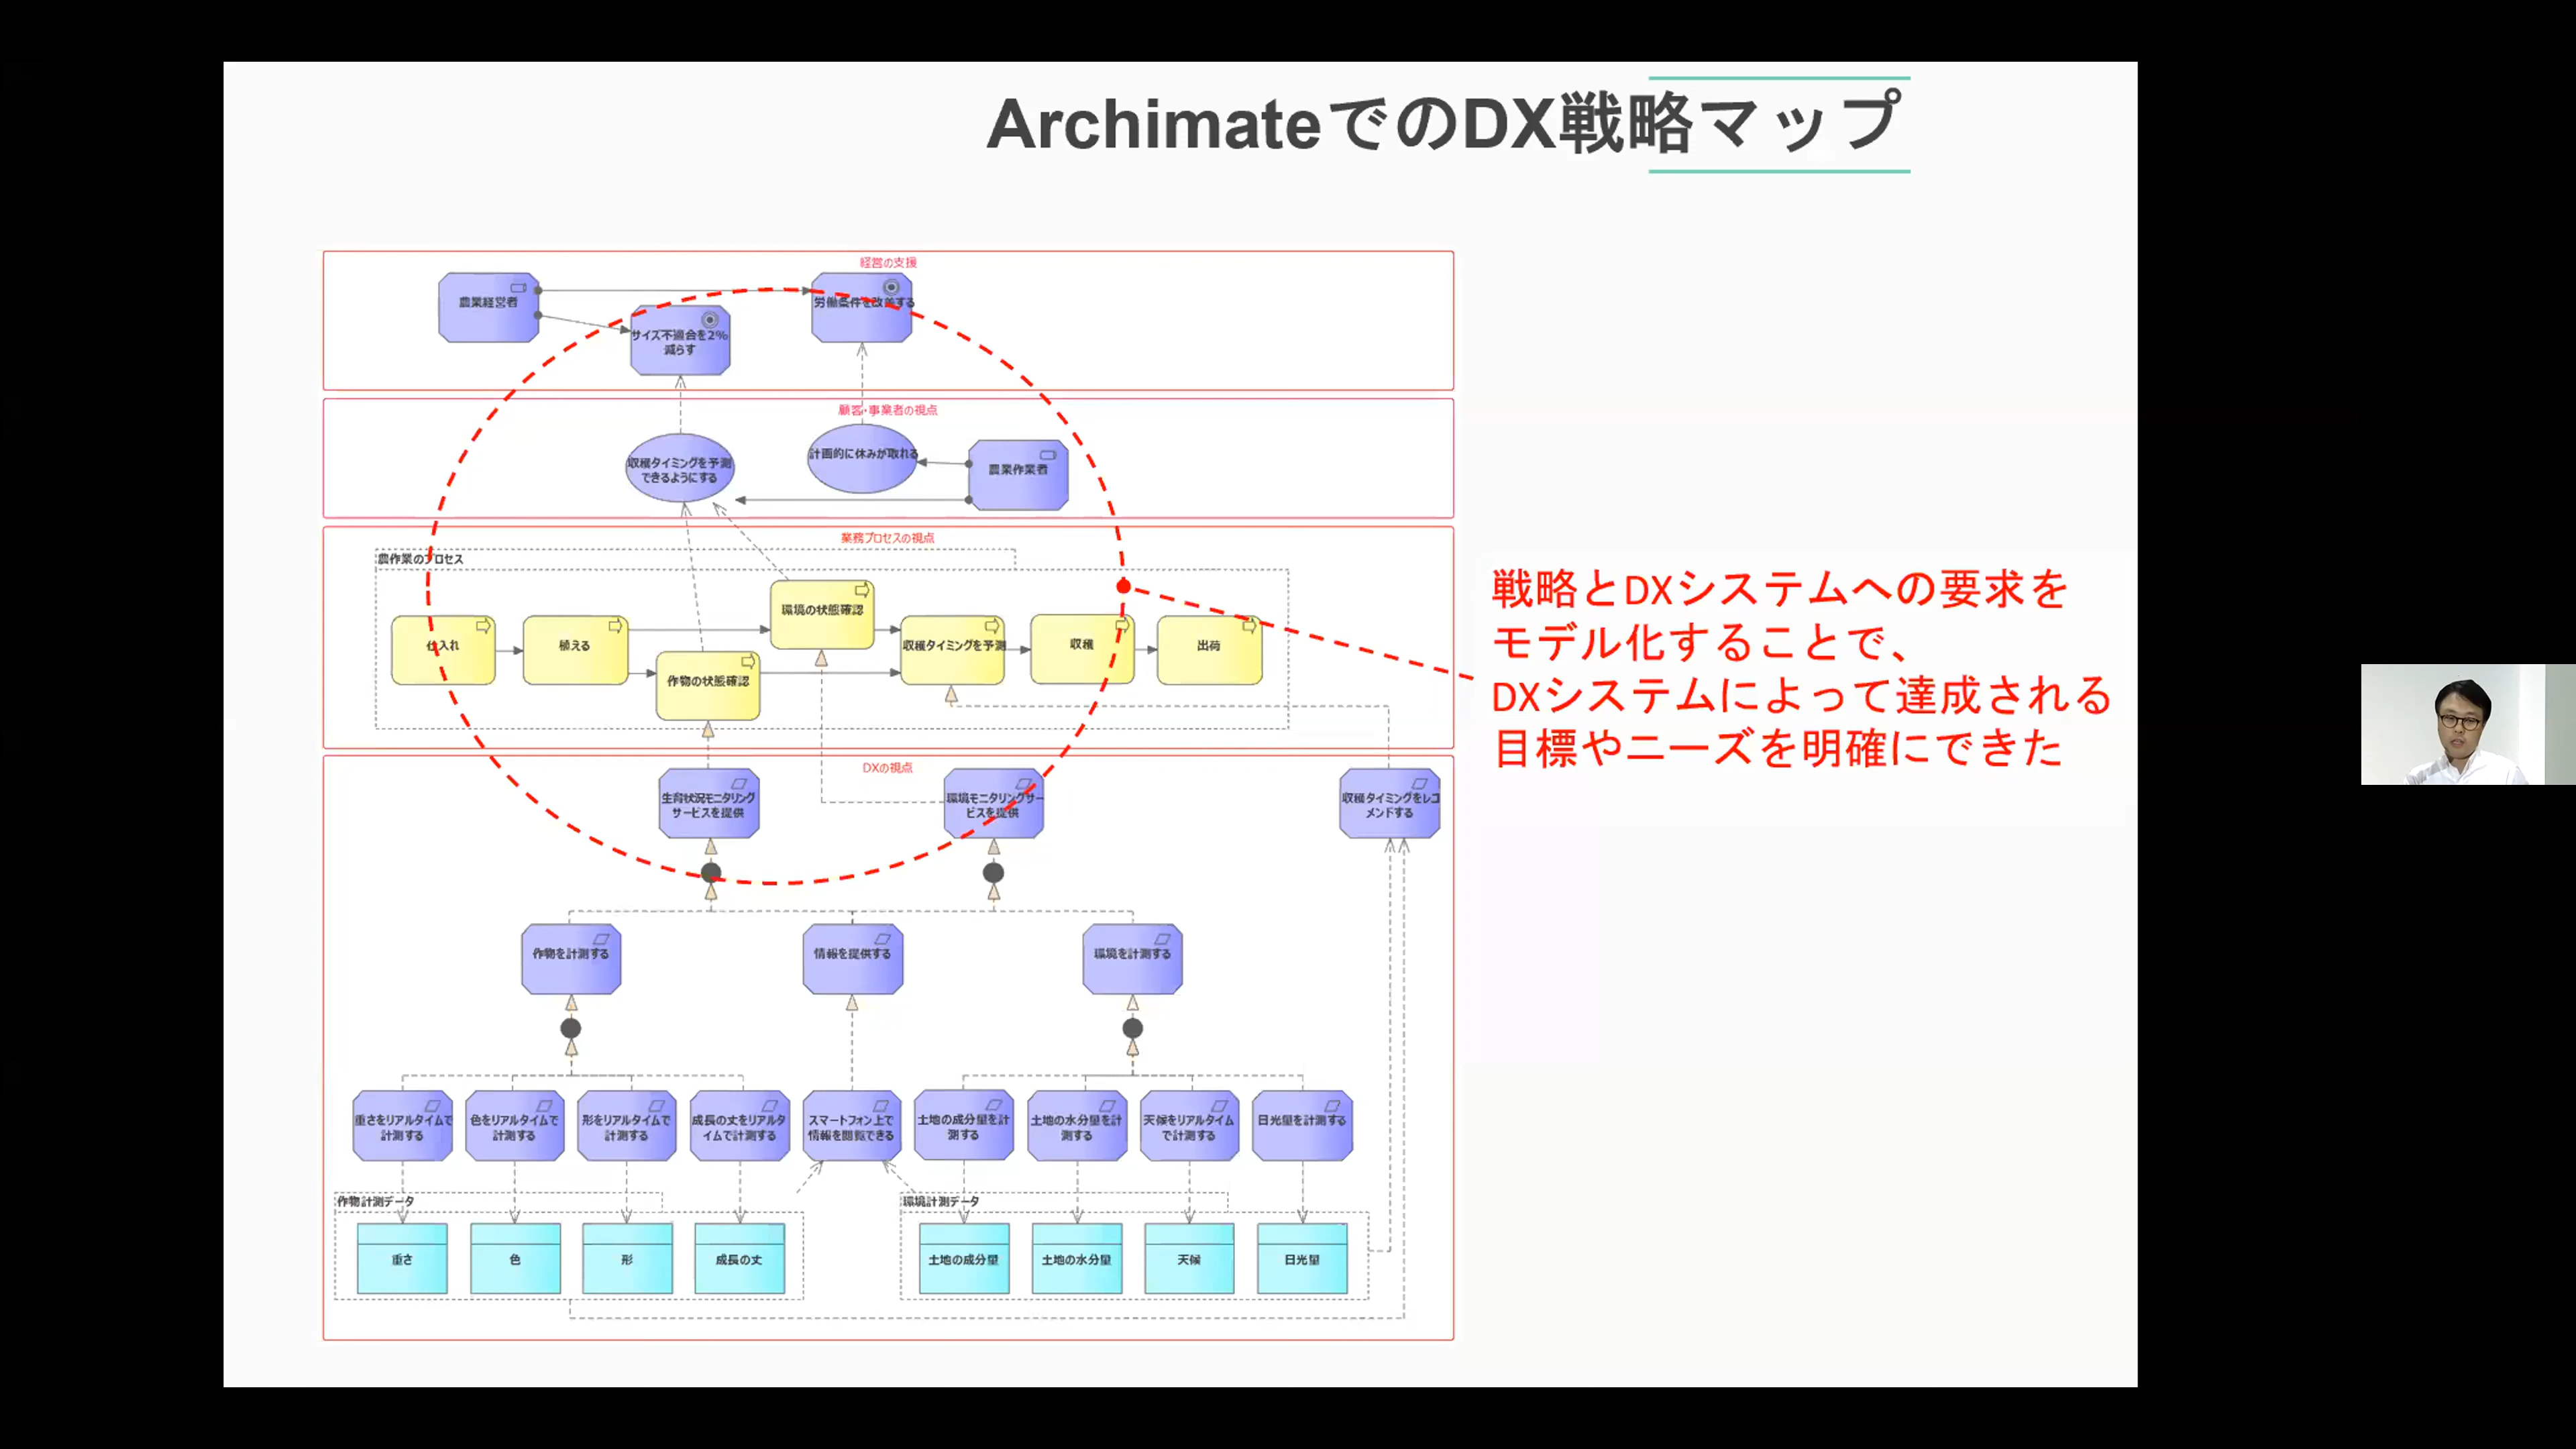 ArchimateでのDX戦略マップ
経営の支援
農業経営者
労働条件を改善する
サイズ不適合を2%
減らす
顧客・事業者の視点
収穫タイミングを予測
できるようにする
計画的に休みが取れる
農業作業者
業務プロセスの視点
農作業のプロセス
仕入れ
植える
環境の状態確認
作物の状態確認
収穫タイミングを予測
収穫
出荷
戦略とDXシステムへの要求を
モデル化することで、
DXシステムによって達成される
目標やニーズを明確にできた
DXの視点
生育状況モニタリング
サービスを提供
環境モニタリングサー
ビスを提供
収穫タイミングをレコ
メンドする
作物を計測する
情報を提供する
環境を計測する
重さをリアルタイムで
計測する
色をリアルタイムで
計測する
形をリアルタイムで
計測する
成長の丈をリアルタ
イムで計測する
スマートフォン上で
情報を閲覧できる
土地の成分量を計
測する
土地の水分量を計
測する
天候をリアルタイム
で計測する
日光量を計測する
作物計測データ
重さ
色
形
成長の丈
環境計測データ
土地の成分量
土地の水分量
天候
日光量